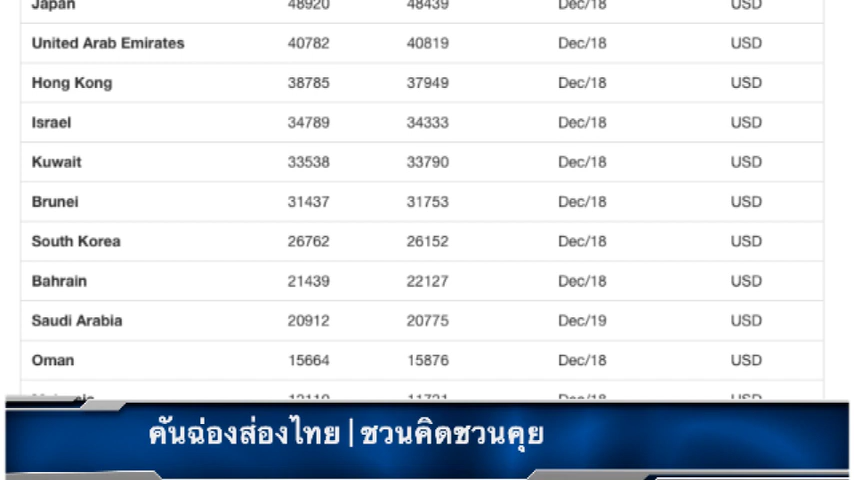 Japan 48920 48439 Dec/18 USD
United Arab Emirates 40782 40819 Dec/18 USD
Hong Kong 38785 37949 Dec/18 USD
Israel 34789 34333 Dec/18 USD
Kuwait 33538 33790 Dec/18 USD
Brunei 31437 31753 Dec/18 USD
South Korea 26762 26152 Dec/18 USD
Bahrain 21439 22127 Dec/18 USD
Saudi Arabia 20912 20775 Dec/19 USD
Oman 15664 15876 Dec/18 USD
คันฉ่องส่องไทย | ชวนคิดชวนคุย